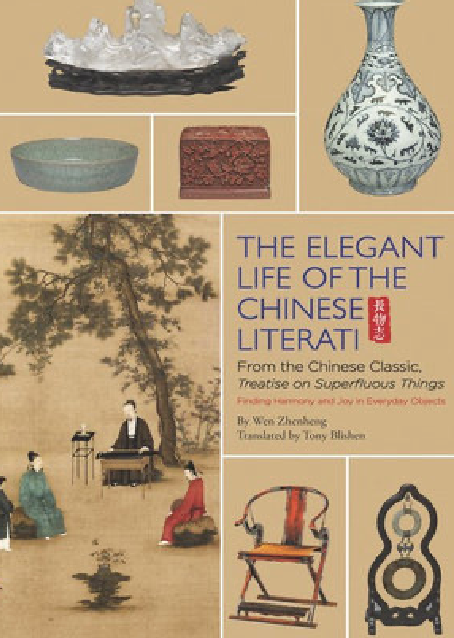 THE ELEGANT
LIFE OF THE
CHINESE
LITERATI
長物志
From the Chinese Classic,
Treatise on Superfluous Things
Finding Harmony and Joy in Everyday Objects
By Wen Zhenheng
Translated by Tony Blishen